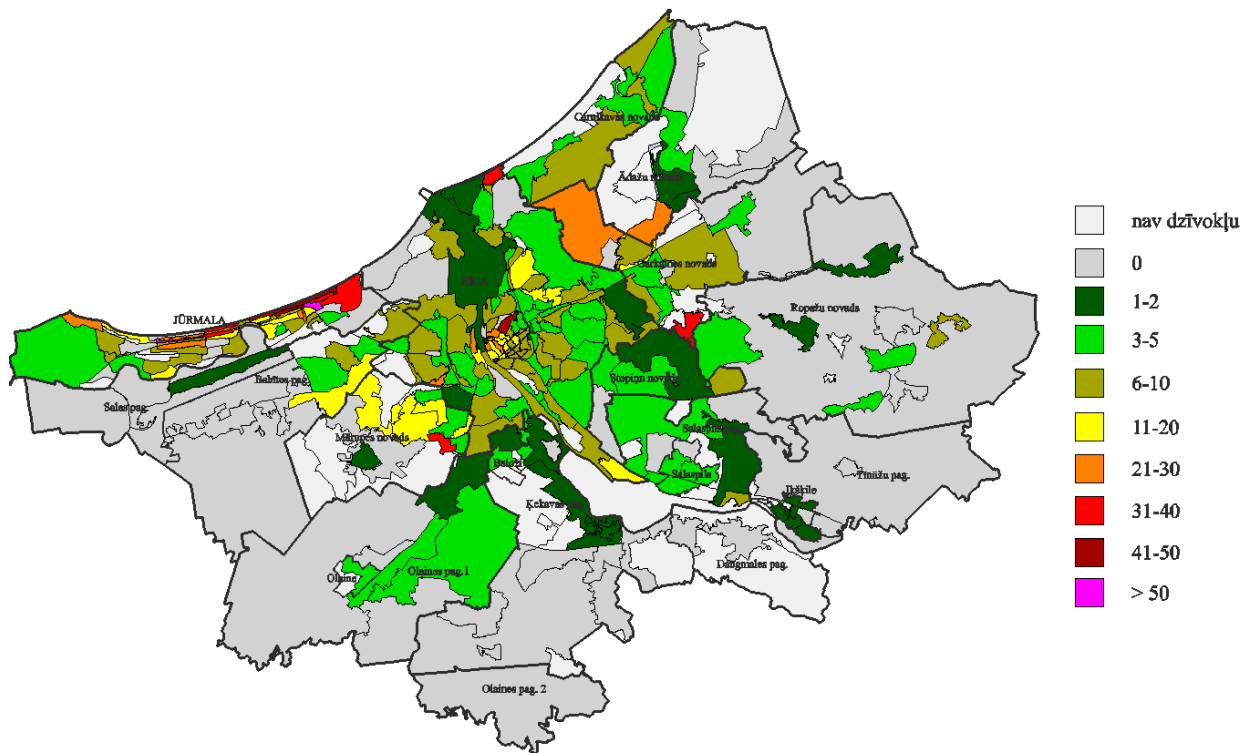 Carnikavas novads
Ādažu novads
Garkalnes novads
RĪGA
Ropažu novads
JŪRMALA
Babītes pag.
Salas pag.
Stopiņu novads
Mārupes novads
Salaspils
Baloži
Salaspils
Tīnūžu pag.
Ikšķile
Ķekavas
Daugmales pag.
Olaine
Olaines pag.1
Olaines pag. 2
nav dzīvokļu
0
1-2
3-5
6-10
11-20
21-30
31-40
41-50
> 50